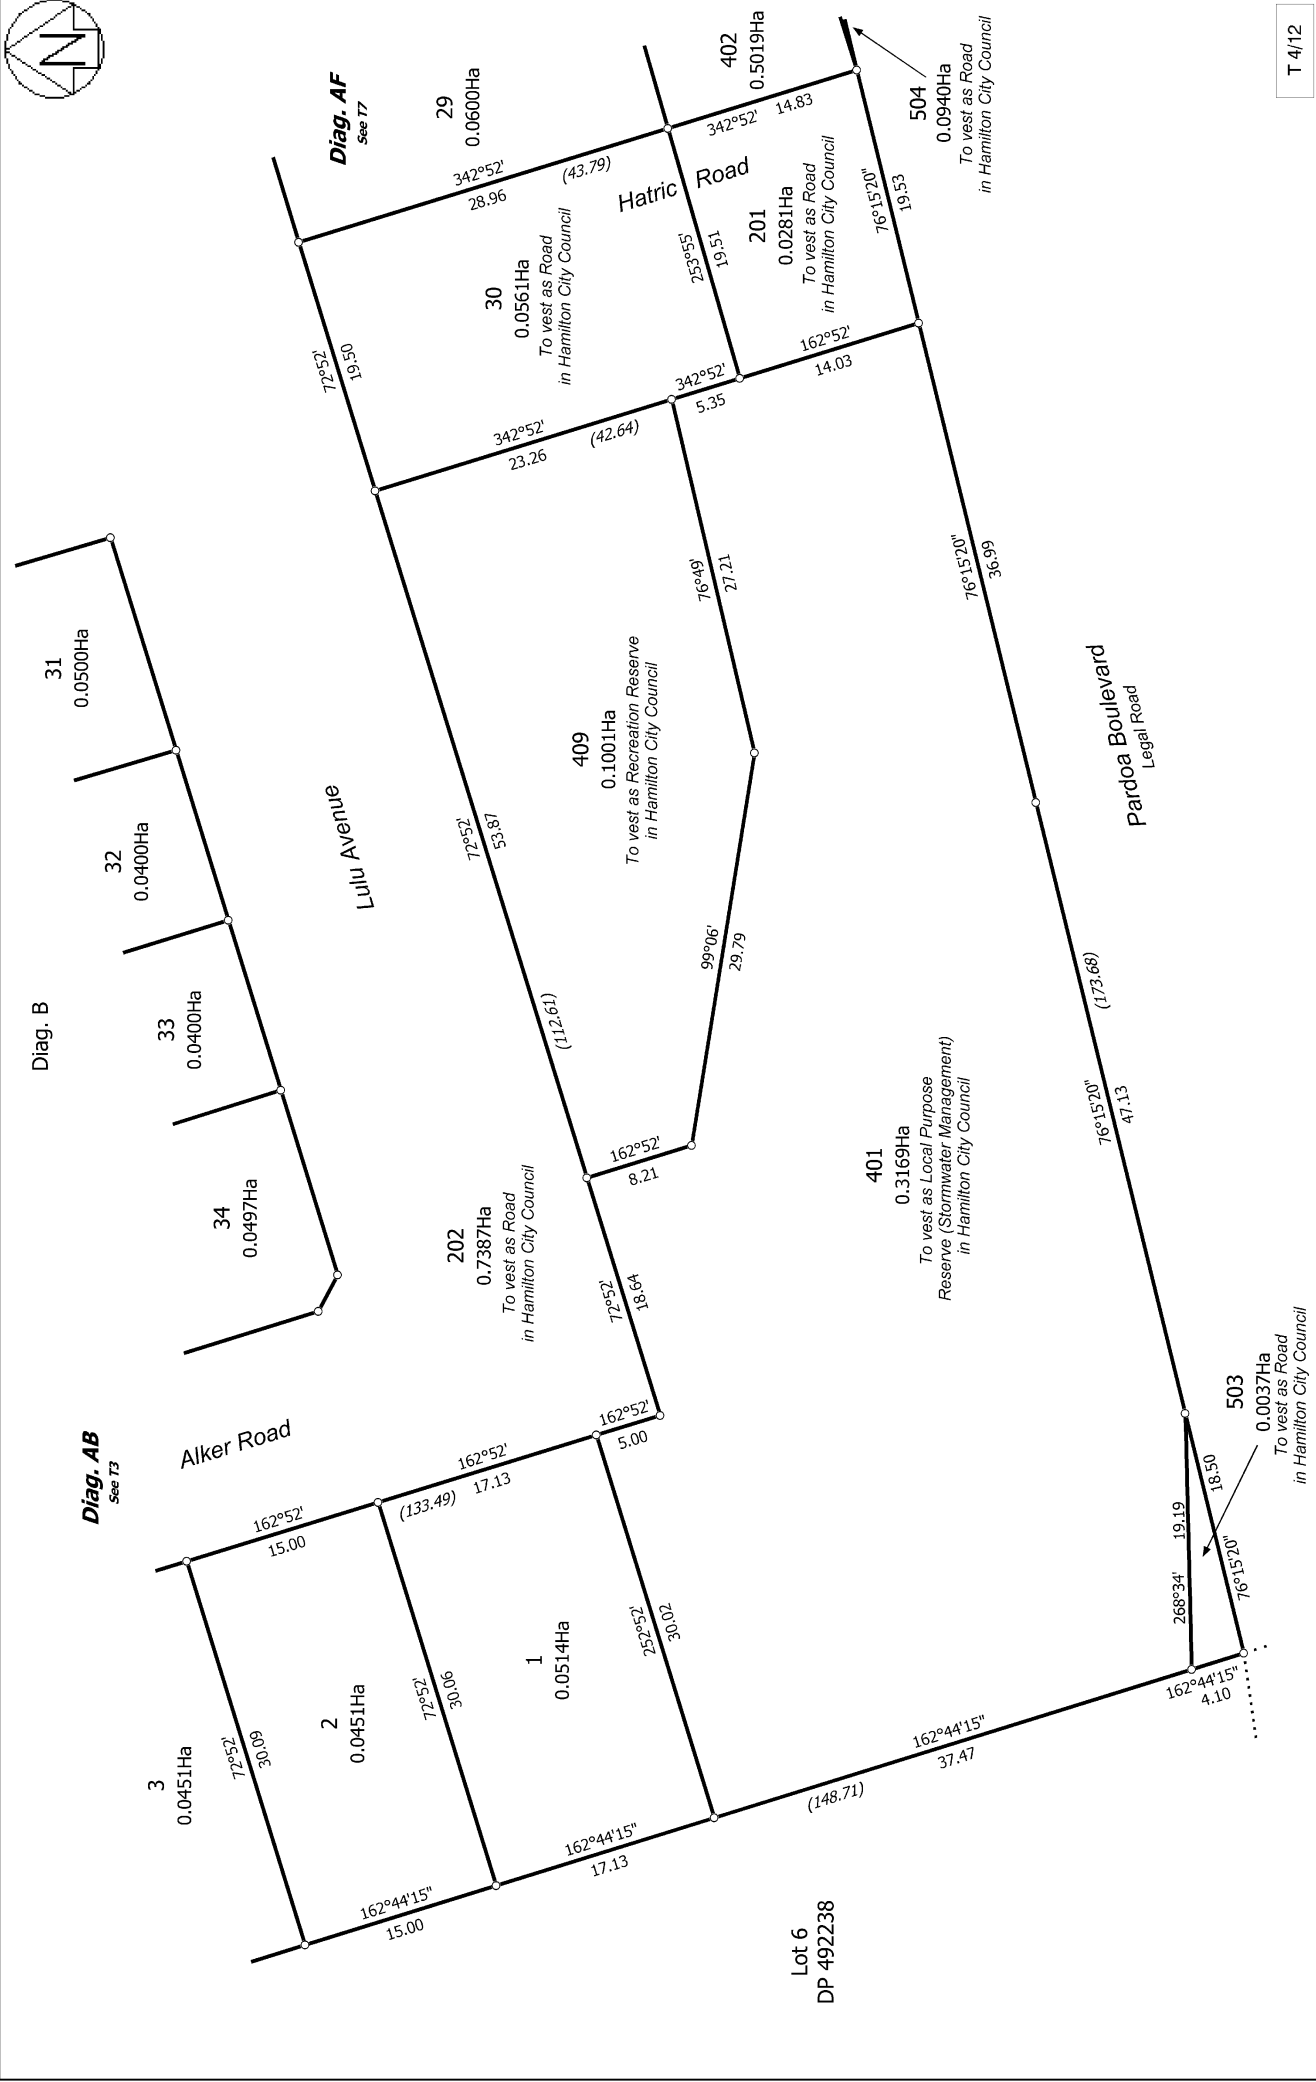 N
T 4/12
Diag. B
Diag. AB
See T3
Diag. AF
See T7
Alker Road
Lulu Avenue
Hatric Road
Pardoa Boulevard
Legal Road
31
0.0500Ha
32
0.0400Ha
33
0.0400Ha
34
0.0497Ha
29
0.0600Ha
402
0.5019Ha
30
0.0561Ha
To vest as Road
in Hamilton City Council
201
0.0281Ha
To vest as Road
in Hamilton City Council
504
0.0940Ha
To vest as Road
in Hamilton City Council
409
0.1001Ha
To vest as Recreation Reserve
in Hamilton City Council
202
0.7387Ha
To vest as Road
in Hamilton City Council
401
0.3169Ha
To vest as Local Purpose
Reserve (Stormwater Management)
in Hamilton City Council
503
0.0037Ha
To vest as Road
in Hamilton City Council
3
0.0451Ha
2
0.0451Ha
1
0.0514Ha
Lot 6
DP 492238
72°52'
30.09
162°52'
15.00
72°52'
30.06
162°52'
17.13
(133.49)
252°52'
30.02
162°52'
5.00
162°44'15"
15.00
162°44'15"
17.13
162°44'15"
37.47
(148.71)
162°44'15"
4.10
268°34'
19.19
76°15'20"
18.50
72°52'
18.64
(112.61)
162°52'
8.21
72°52'
53.87
99°06'
29.79
76°49'
27.21
342°52'
23.26
(42.64)
342°52'
5.35
72°52'
19.50
342°52'
28.96
(43.79)
253°55'
19.51
342°52'
14.83
162°52'
14.03
76°15'20"
19.53
76°15'20"
36.99
(173.68)
76°15'20"
47.13